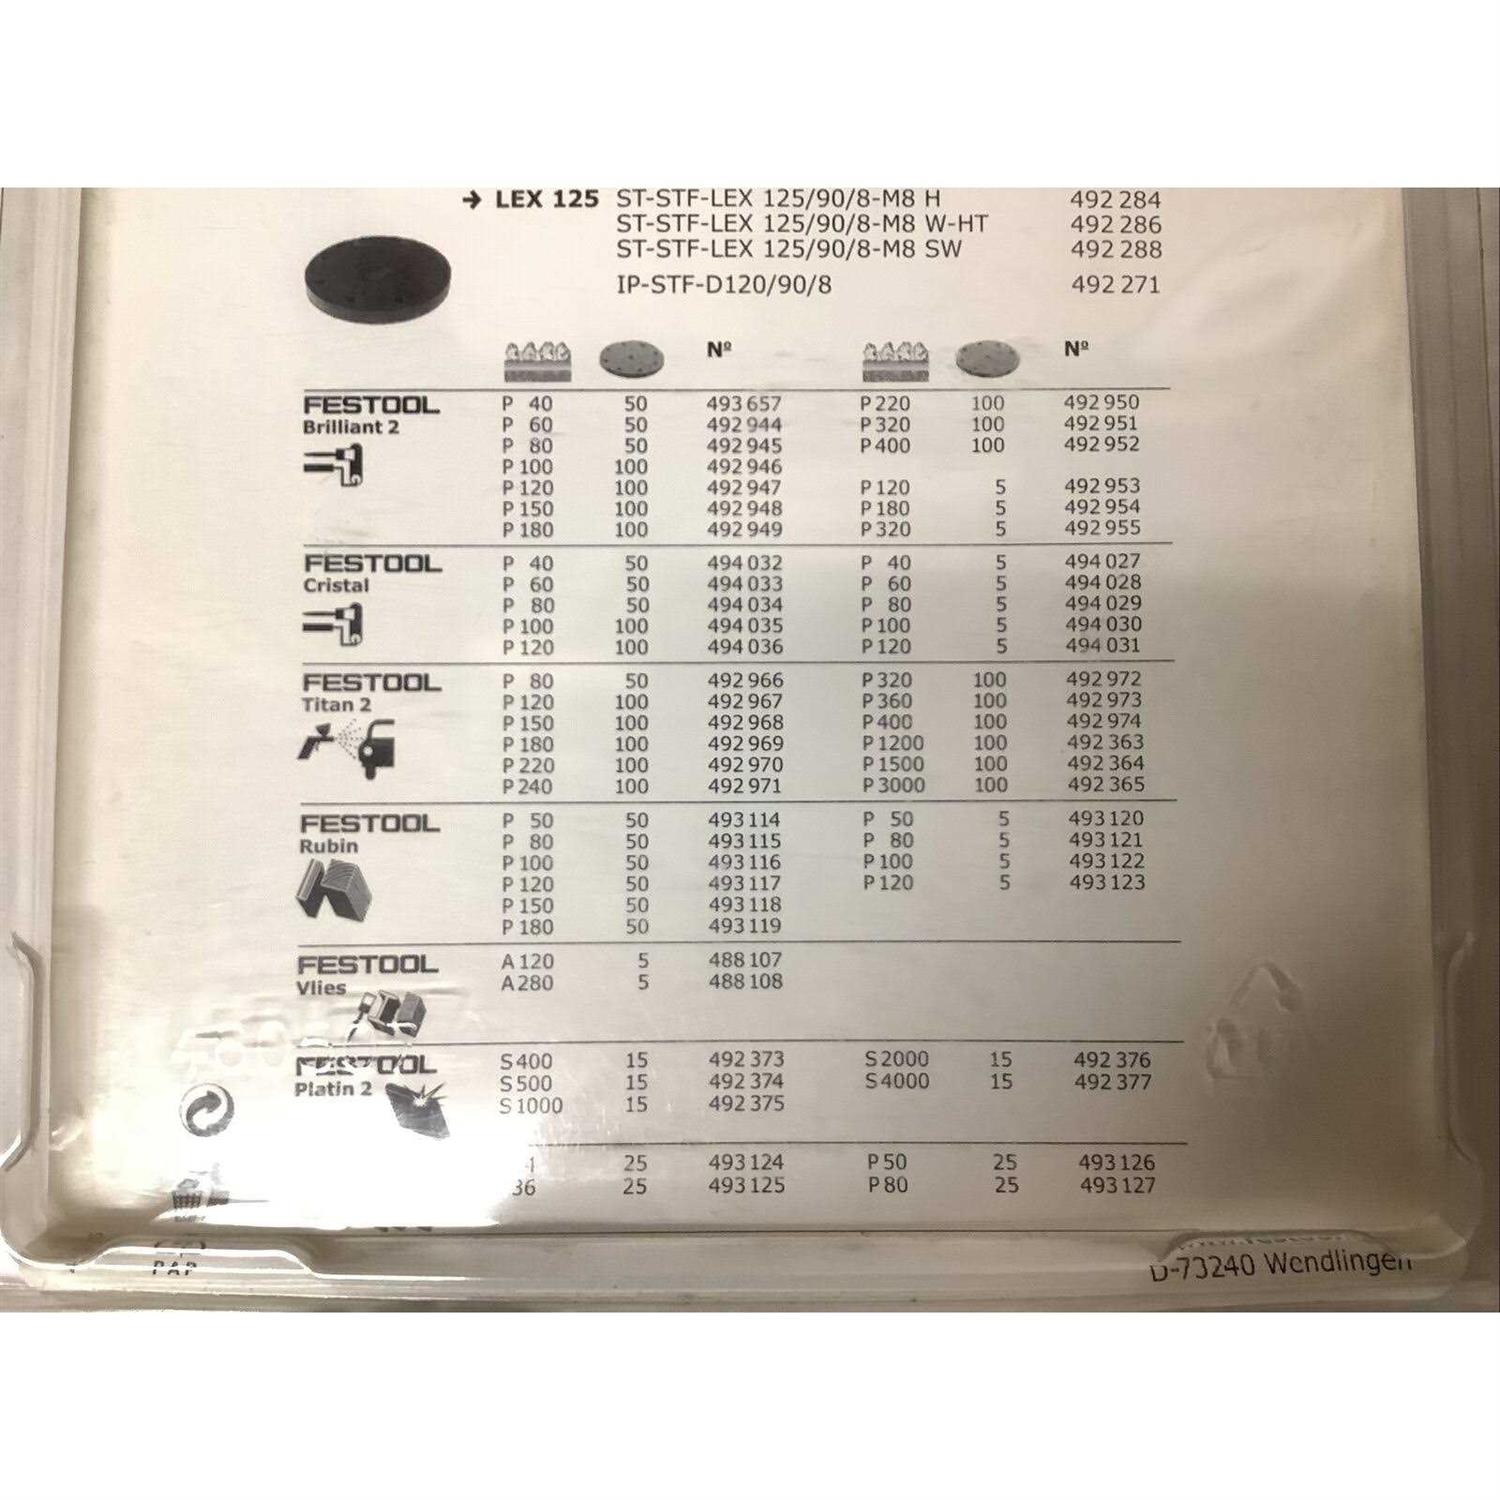 → LEX 125 ST-STF-LEX 125/90/8-M8 H 492 284
ST-STF-LEX 125/90/8-M8 W-HT 492 286
ST-STF-LEX 125/90/8-M8 SW 492 288
IP-STF-D120/90/8 492 271
Nº Nº
FESTOOL P 40 50 493 657 P 220 100 492 950
Brilliant 2 P 60 50 492 944 P 320 100 492 951
P 80 50 492 945 P 400 100 492 952
P 100 100 492 946
P 120 100 492 947 P 120 5 492 953
P 150 100 492 948 P 180 5 492 954
P 180 100 492 949 P 320 5 492 955
FESTOOL P 40 50 494 032 P 40 5 494 027
Cristal P 60 50 494 033 P 60 5 494 028
P 80 50 494 034 P 80 5 494 029
P 100 100 494 035 P 100 5 494 030
P 120 100 494 036 P 120 5 494 031
FESTOOL P 80 50 492 966 P 320 100 492 972
Titan 2 P 120 100 492 967 P 360 100 492 973
P 150 100 492 968 P 400 100 492 974
P 180 100 492 969 P 1200 100 492 363
P 220 100 492 970 P 1500 100 492 364
P 240 100 492 971 P 3000 100 492 365
FESTOOL P 50 50 493 114 P 50 5 493 120
Rubin P 80 50 493 115 P 80 5 493 121
P 100 50 493 116 P 100 5 493 122
P 120 50 493 117 P 120 5 493 123
P 150 50 493 118
P 180 50 493 119
FESTOOL A 120 5 488 107
Vlies A 280 5 488 108
FESTOOL S 400 15 492 373 S 2000 15 492 376
Platin 2 S 500 15 492 374 S 4000 15 492 377
S 1000 15 492 375
25 493 124 P 50 25 493 126
36 25 493 125 P 80 25 493 127
PAP
D-73240 Wendlingen